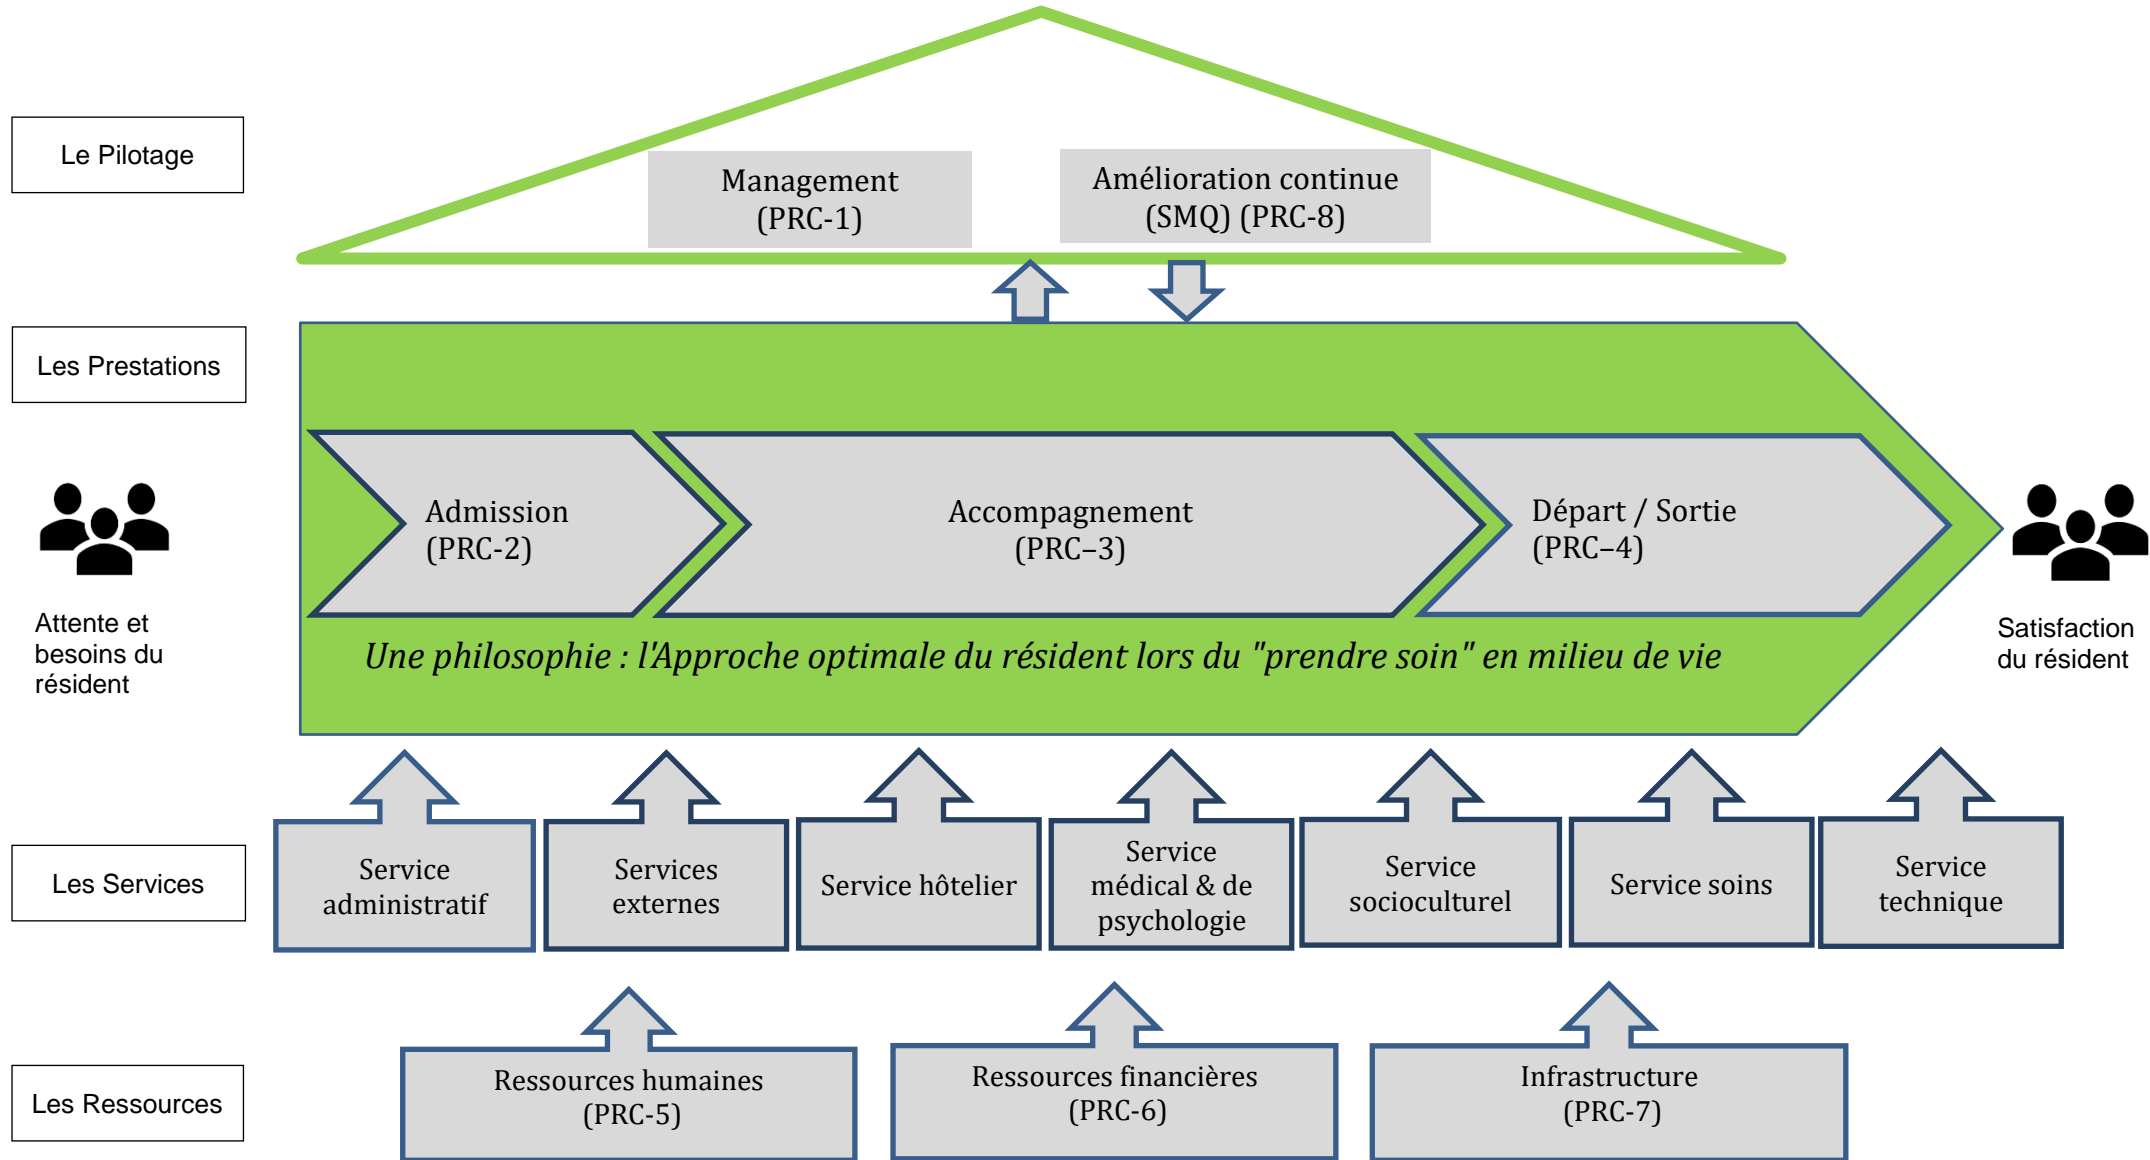 Le Pilotage
Management
(PRC-1)
Amélioration continue
(SMQ) (PRC-8)
Les Prestations
Admission
(PRC-2)
Accompagnement
(PRC–3)
Départ / Sortie
(PRC–4)
Attente et
besoins du
résident
Une philosophie : l'Approche optimale du résident lors du "prendre soin" en milieu de vie
Satisfaction
du résident
Les Services
Service
administratif
Services
externes
Service hôtelier
Service
médical & de
psychologie
Service
socioculturel
Service soins
Service
technique
Les Ressources
Ressources humaines
(PRC-5)
Ressources financières
(PRC-6)
Infrastructure
(PRC-7)